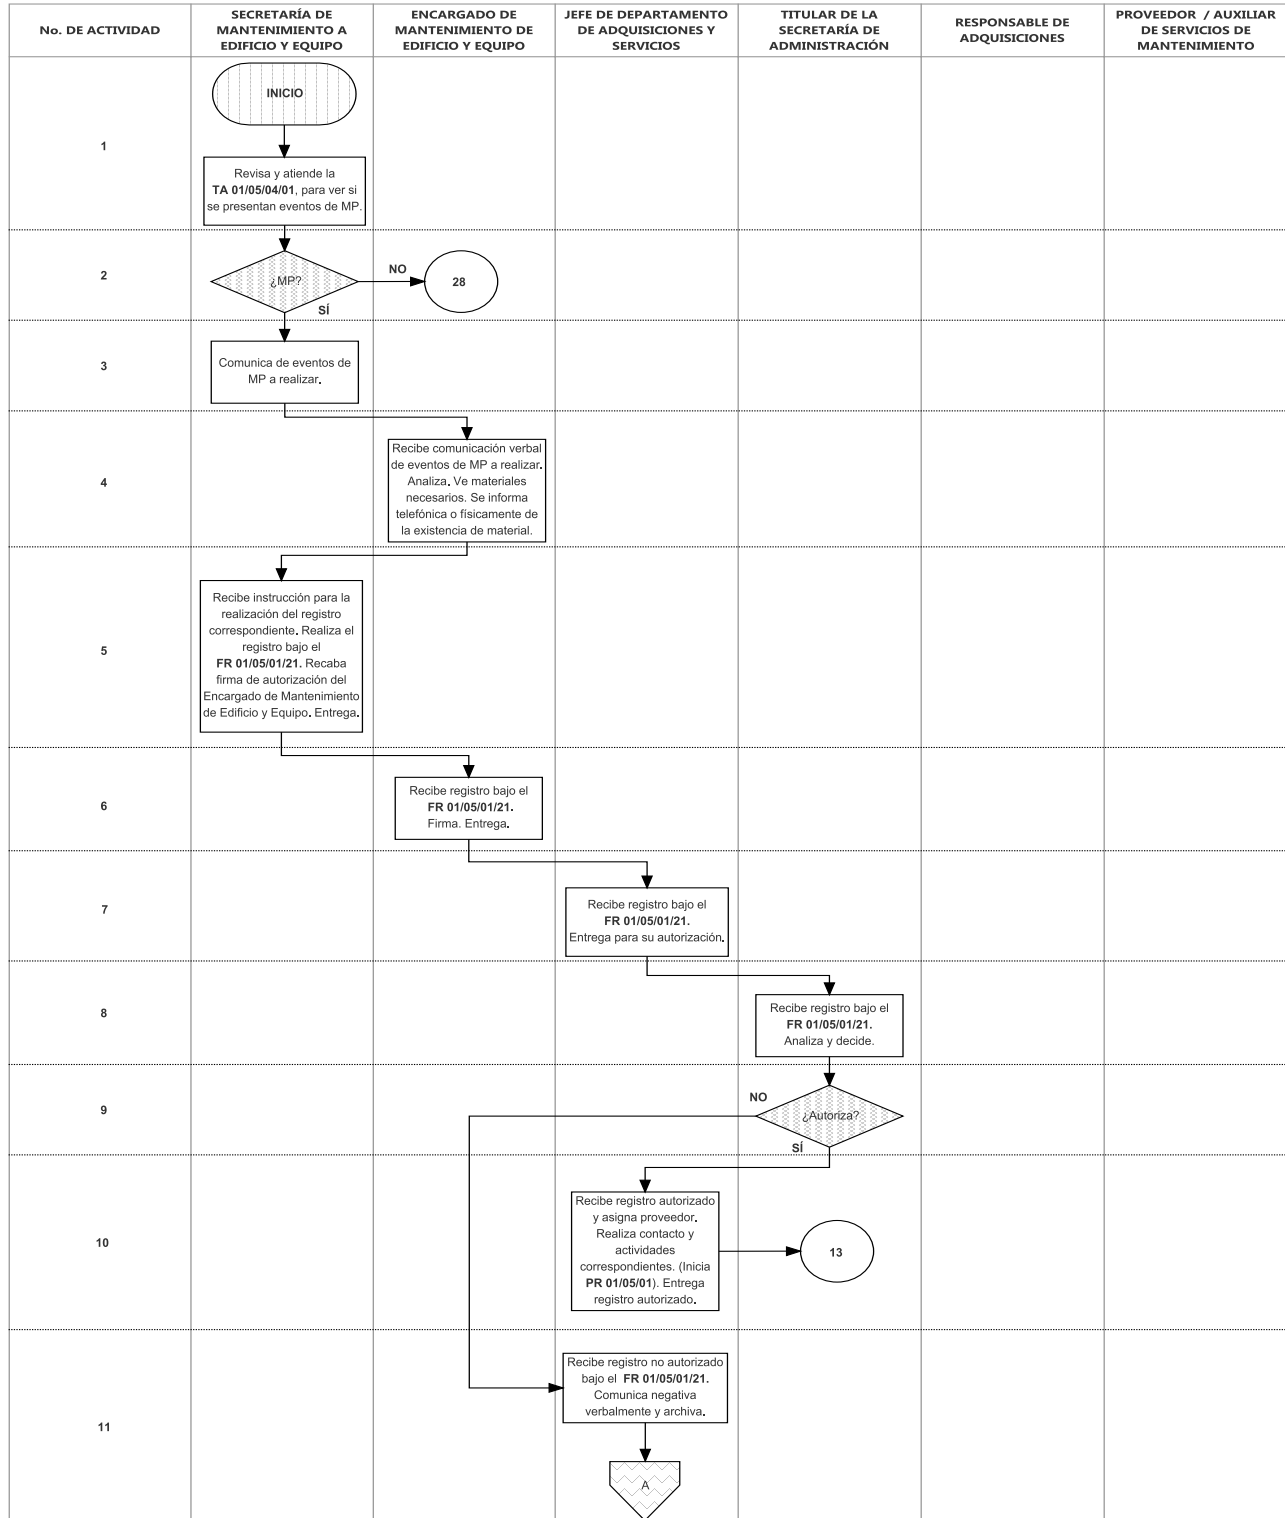 No. DE ACTIVIDAD
SECRETARÍA DE
MANTENIMIENTO A
EDIFICIO Y EQUIPO
ENCARGADO DE
MANTENIMIENTO DE
EDIFICIO Y EQUIPO
JEFE DE DEPARTAMENTO
DE ADQUISICIONES Y
SERVICIOS
TITULAR DE LA
SECRETARÍA DE
ADMINISTRACIÓN
RESPONSABLE DE
ADQUISICIONES
PROVEEDOR / AUXILIAR
DE SERVICIOS DE
MANTENIMIENTO
INICIO
1
Revisa y atiende la
TA 01/05/04/01, para ver si
se presentan eventos de MP.
2
¿MP?
NO
28
SÍ
3
Comunica de eventos de
MP a realizar.
4
Recibe comunicación verbal
de eventos de MP a realizar.
Analiza. Ve materiales
necesarios. Se informa
telefónica o físicamente de
la existencia de material.
5
Recibe instrucción para la
realización del registro
correspondiente. Realiza el
registro bajo el
FR 01/05/01/21. Recaba
firma de autorización del
Encargado de Mantenimiento
de Edificio y Equipo. Entrega.
6
Recibe registro bajo el
FR 01/05/01/21.
Firma. Entrega.
7
Recibe registro bajo el
FR 01/05/01/21.
Entrega para su autorización.
8
Recibe registro bajo el
FR 01/05/01/21.
Analiza y decide.
9
NO
¿Autoriza?
SÍ
10
Recibe registro autorizado
y asigna proveedor.
Realiza contacto y
actividades
correspondientes. (Inicia
PR 01/05/01). Entrega
registro autorizado.
13
11
Recibe registro no autorizado
bajo el FR 01/05/01/21.
Comunica negativa
verbalmente y archiva.
A